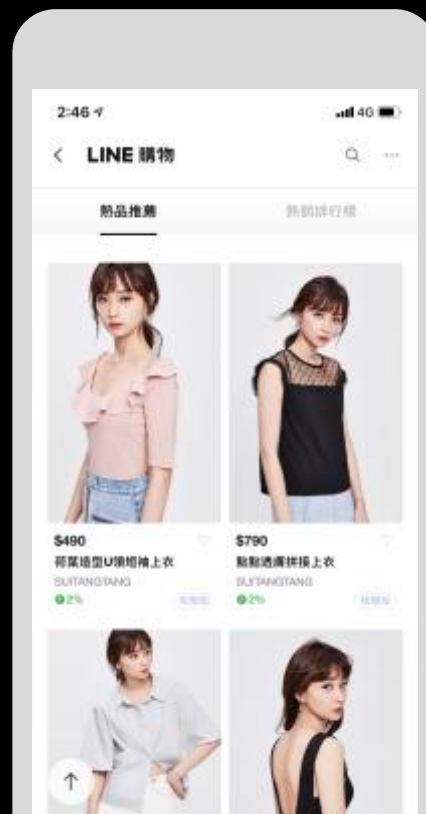 2:46
4G
LINE 購物
熱品推薦
熱銷排行榜
$490
荷葉造型U領短袖上衣
SUITANGTANG
2%
$790
點點透膚拼接上衣
SUITANGTANG
2%